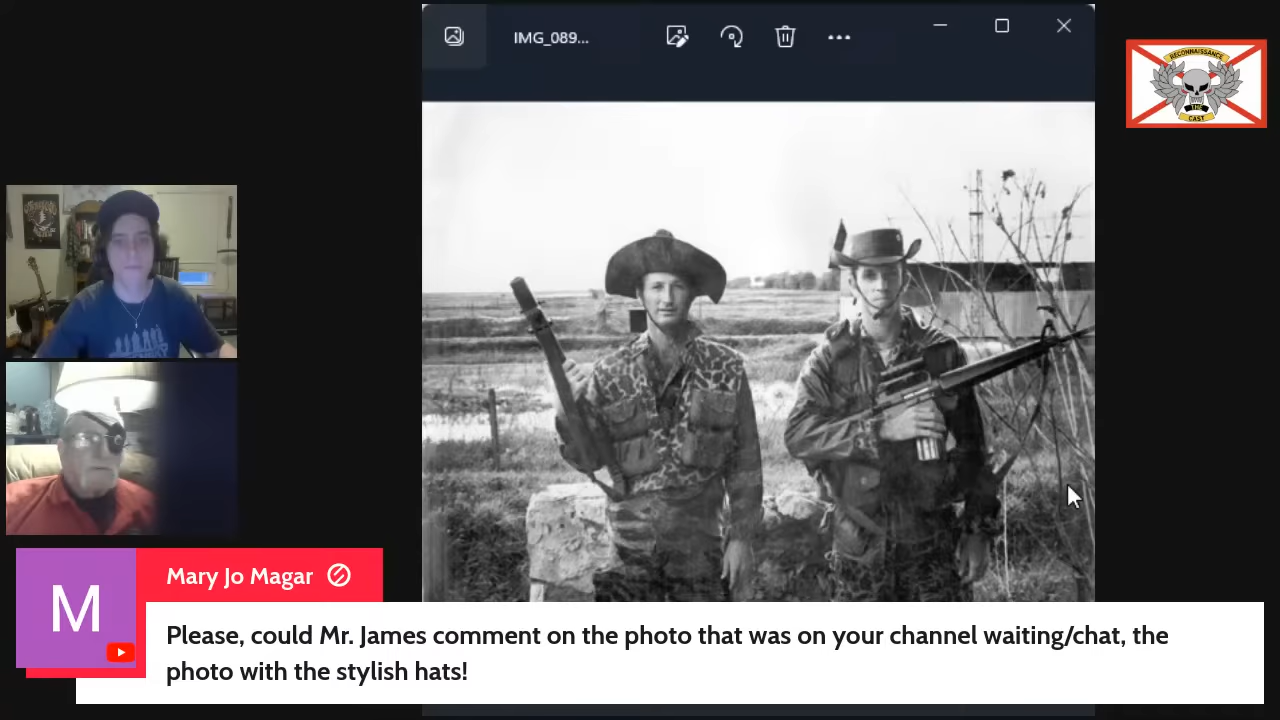 IMG_089...
RECONNAISSANCE
THE
CAST
M
Mary Jo Magar
Please, could Mr. James comment on the photo that was on your channel waiting/chat, the
photo with the stylish hats!